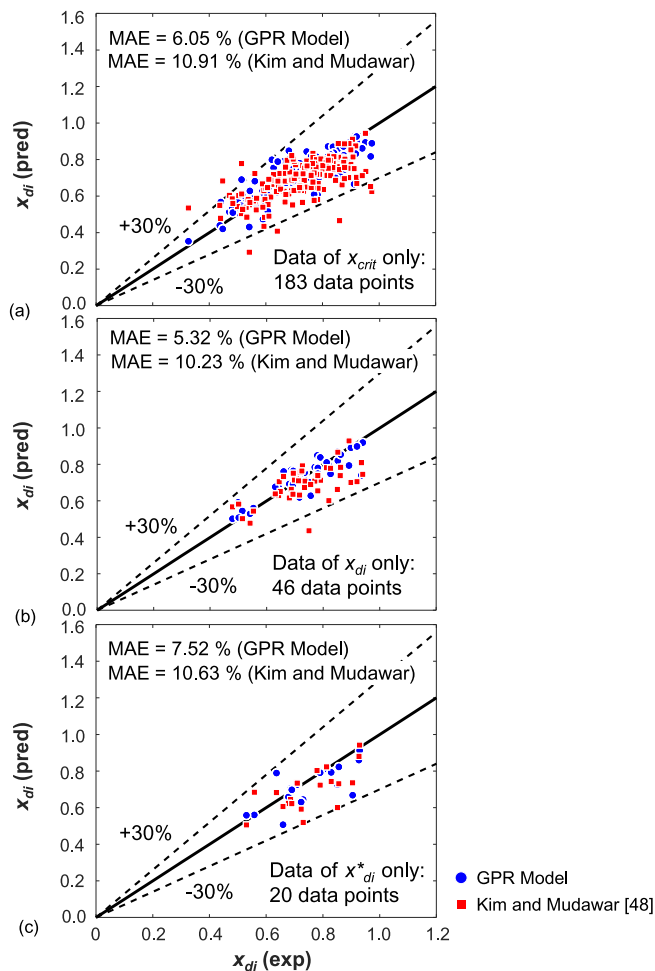 1.6
MAE = 6.05 % (GPR Model)
1.4
MAE = 10.91 % (Kim and Mudawar)
1.2
1.0
x_di (pred)
0.8
0.6
+30%
0.4
Data of x_crit only:
0.2
-30%
183 data points
0.0
(a)
1.6
MAE = 5.32 % (GPR Model)
1.4
MAE = 10.23 % (Kim and Mudawar)
1.2
1.0
x_di (pred)
0.8
0.6
+30%
0.4
Data of x_di only:
0.2
-30%
46 data points
0.0
(b)
1.6
MAE = 7.52 % (GPR Model)
1.4
MAE = 10.63 % (Kim and Mudawar)
1.2
1.0
x_di (pred)
0.8
0.6
+30%
0.4
Data of x*_di only:
0.2
-30%
20 data points
0.0
(c)
0 0.2 0.4 0.6 0.8 1.0 1.2
x_di (exp)
GPR Model
Kim and Mudawar [48]